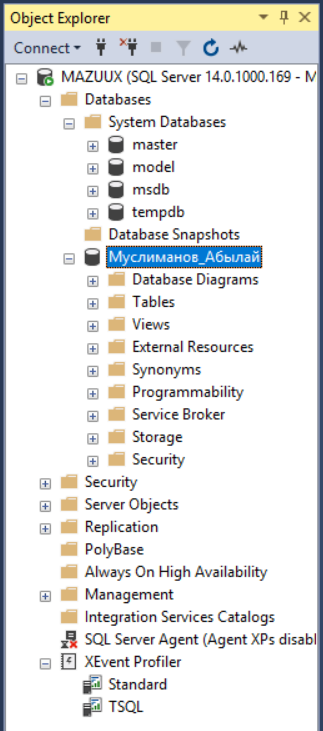 Object Explorer
Connect
MAZUUX (SQL Server 14.0.1000.169 - M
Databases
System Databases
master
model
msdb
tempdb
Database Snapshots
Муслиманов_Абылай
Database Diagrams
Tables
Views
External Resources
Synonyms
Programmability
Service Broker
Storage
Security
Security
Server Objects
Replication
PolyBase
Always On High Availability
Management
Integration Services Catalogs
SQL Server Agent (Agent XPs disabl
XEvent Profiler
Standard
TSQL